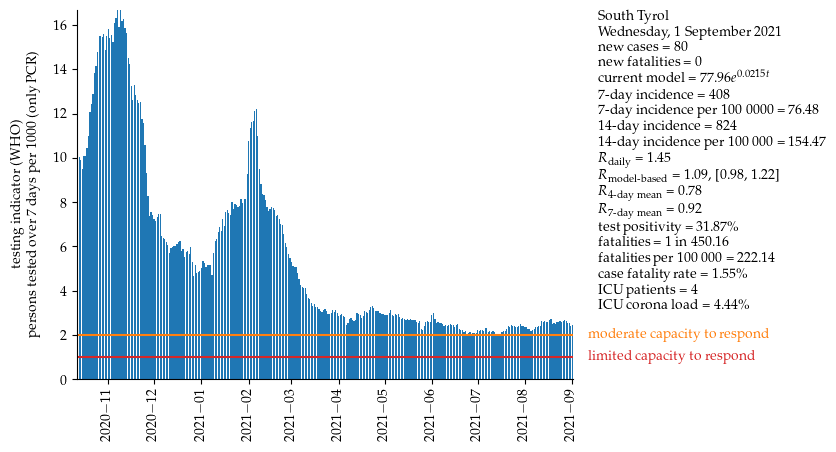 testing indicator (WHO)
persons tested over 7 days per 1000 (only PCR)
16
14
12
10
8
6
4
2
0
2020−11
2020−12
2021−01
2021−02
2021−03
2021−04
2021−05
2021−06
2021−07
2021−08
2021−09
South Tyrol
Wednesday, 1 September 2021
new cases = 80
new fatalities = 0
current model = 77.96e^0.0215t
7-day incidence = 408
7-day incidence per 100 0000 = 76.48
14-day incidence = 824
14-day incidence per 100 000 = 154.47
R_daily = 1.45
R_model-based = 1.09, [0.98, 1.22]
R_4-day mean = 0.78
R_7-day mean = 0.92
test positivity = 31.87%
fatalities = 1 in 450.16
fatalities per 100 000 = 222.14
case fatality rate = 1.55%
ICU patients = 4
ICU corona load = 4.44%
moderate capacity to respond
limited capacity to respond